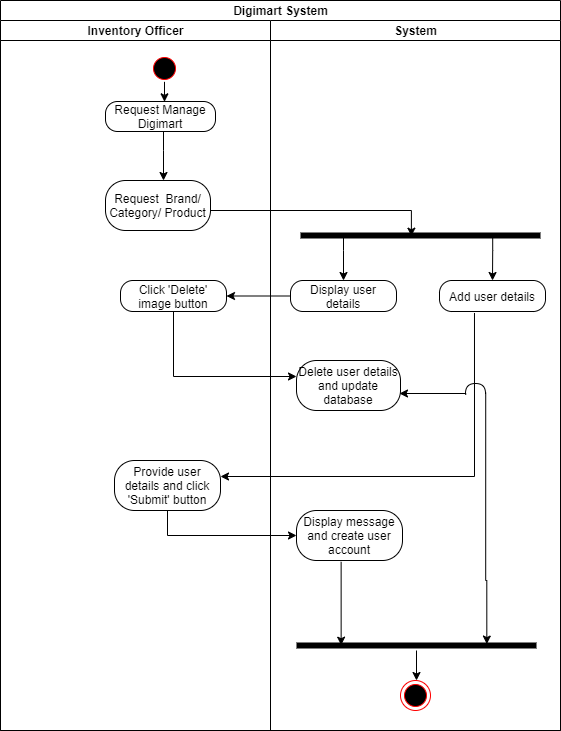 Digimart System
Inventory Officer
System
Request Manage
Digimart
Request Brand/
Category/ Product
Click 'Delete'
image button
Display user
details
Add user details
Delete user details
and update
database
Provide user
details and click
'Submit' button
Display message
and create user
account